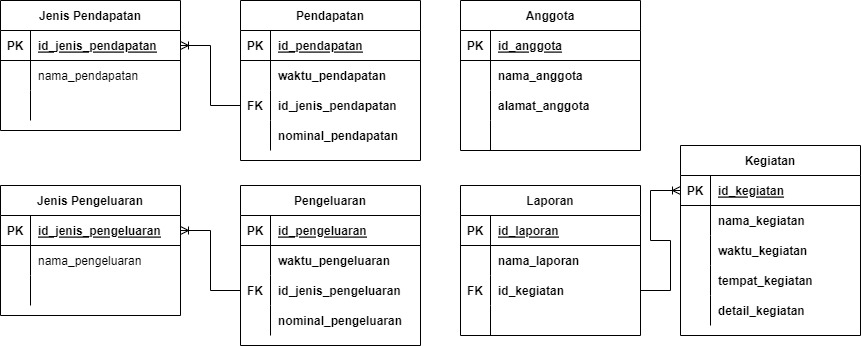 Jenis Pendapatan
PK id_jenis_pendapatan
nama_pendapatan
Pendapatan
PK id_pendapatan
waktu_pendapatan
FK id_jenis_pendapatan
nominal_pendapatan
Anggota
PK id_anggota
nama_anggota
alamat_anggota
Jenis Pengeluaran
PK id_jenis_pengeluaran
nama_pengeluaran
Pengeluaran
PK id_pengeluaran
waktu_pengeluaran
FK id_jenis_pengeluaran
nominal_pengeluaran
Laporan
PK id_laporan
nama_laporan
FK id_kegiatan
Kegiatan
PK id_kegiatan
nama_kegiatan
waktu_kegiatan
tempat_kegiatan
detail_kegiatan